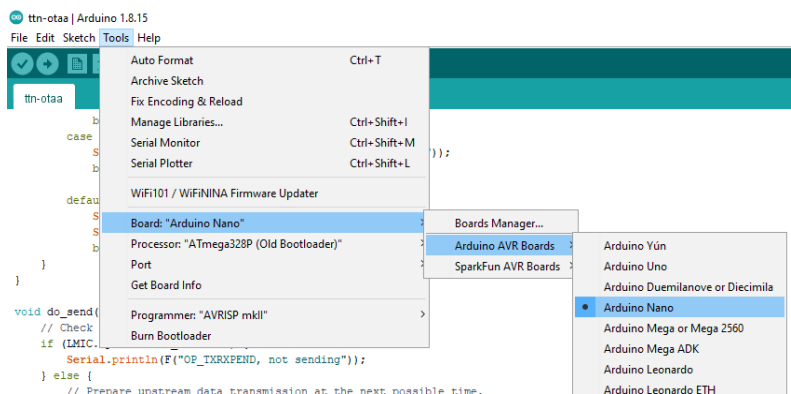 ttn-otaa | Arduino 1.8.15
File Edit Sketch Tools Help
ttn-otaa
Auto Format Ctrl+T
Archive Sketch
Fix Encoding & Reload
Manage Libraries... Ctrl+Shift+I
Serial Monitor Ctrl+Shift+M
Serial Plotter Ctrl+Shift+L
WiFi101 / WiFiNINA Firmware Updater
Board: "Arduino Nano"
Processor: "ATmega328P (Old Bootloader)"
Port
Get Board Info
Programmer: "AVRISP mkII"
Burn Bootloader
Boards Manager...
Arduino AVR Boards
SparkFun AVR Boards
Arduino Yún
Arduino Uno
Arduino Duemilanove or Diecimila
Arduino Nano
Arduino Mega or Mega 2560
Arduino Mega ADK
Arduino Leonardo
Arduino Leonardo ETH
b
case
S "));
b
defau
S
S
b
}
}
void do_send(
// Check
if (LMIC.
Serial.println(F("OP_TXRXPEND, not sending"));
} else {
// Prepare upstream data transmission at the next possible time.